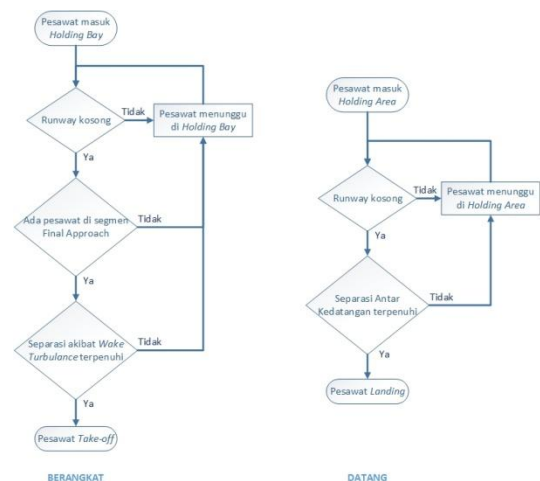 Pesawat masuk
Holding Bay
Runway kosong
Tidak
Pesawat menunggu
di Holding Bay
Ya
Ada pesawat di segmen
Final Approach
Tidak
Ya
Separasi akibat Wake
Turbulance terpenuhi
Tidak
Ya
Pesawat Take-off
BERANGKAT
Pesawat masuk
Holding Area
Runway kosong
Tidak
Pesawat menunggu
di Holding Area
Ya
Separasi Antar
Kedatangan terpenuhi
Tidak
Ya
Pesawat Landing
DATANG